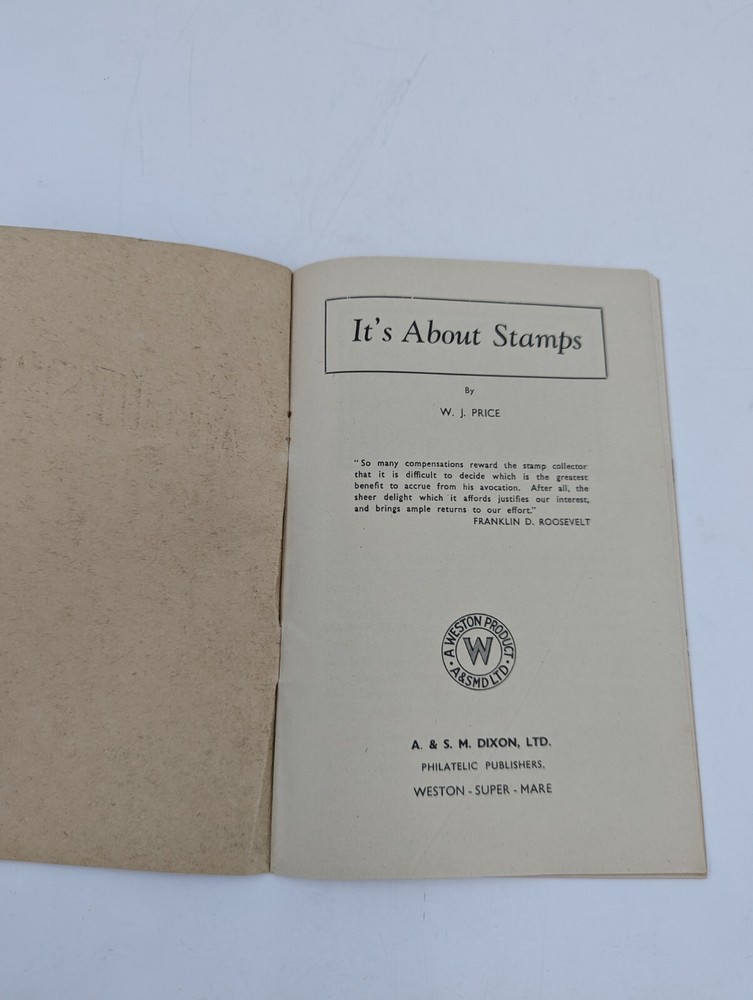 It's About Stamps
By
W. J. PRICE
"So many compensations reward the stamp collector
that it is difficult to decide which is the greatest
benefit to accrue from his avocation. After all, the
sheer delight which it affords justifies our interest,
and brings ample returns to our effort."
FRANKLIN D. ROOSEVELT
A WESTON PRODUCT
W
· A&SMD LTD ·
A. & S. M. DIXON, LTD.
PHILATELIC PUBLISHERS,
WESTON - SUPER - MARE